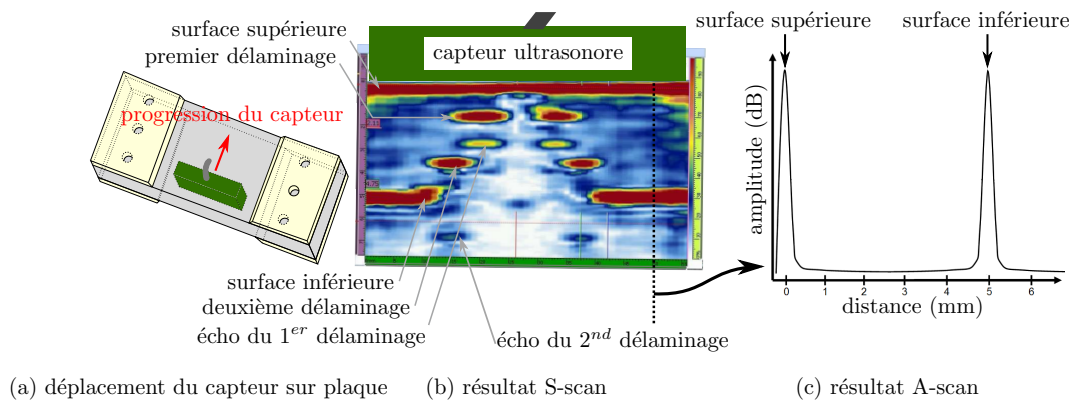 surface supérieure
premier délaminage
capteur ultrasonore
progression du capteur
surface inférieure
deuxième délaminage
écho du 1er délaminage
écho du 2nd délaminage
surface supérieure
surface inférieure
amplitude (dB)
0 1 2 3 4 5 6
distance (mm)
(a) déplacement du capteur sur plaque
(b) résultat S-scan
(c) résultat A-scan